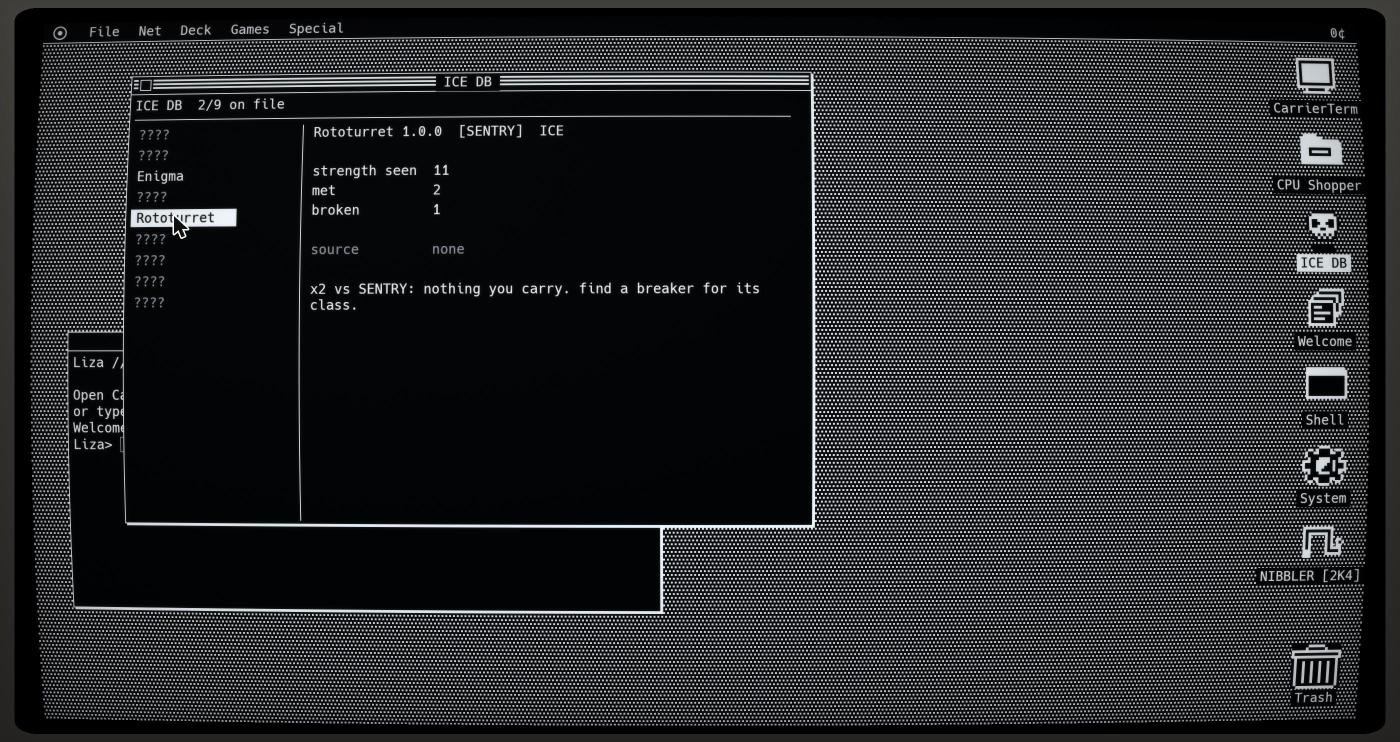 File Net Deck Games Special 0¢
ICE DB
ICE DB 2/9 on file
????
????
Enigma
????
Rototurret
????
????
????
????
Rototurret 1.0.0 [SENTRY] ICE
strength seen 11
met 2
broken 1
source none
x2 vs SENTRY: nothing you carry. find a breaker for its
class.
Liza //
Open Ca
or type
Welcome
Liza>
CarrierTerm
CPU Shopper
ICE DB
Welcome
Shell
System
NIBBLER [2K4]
Trash